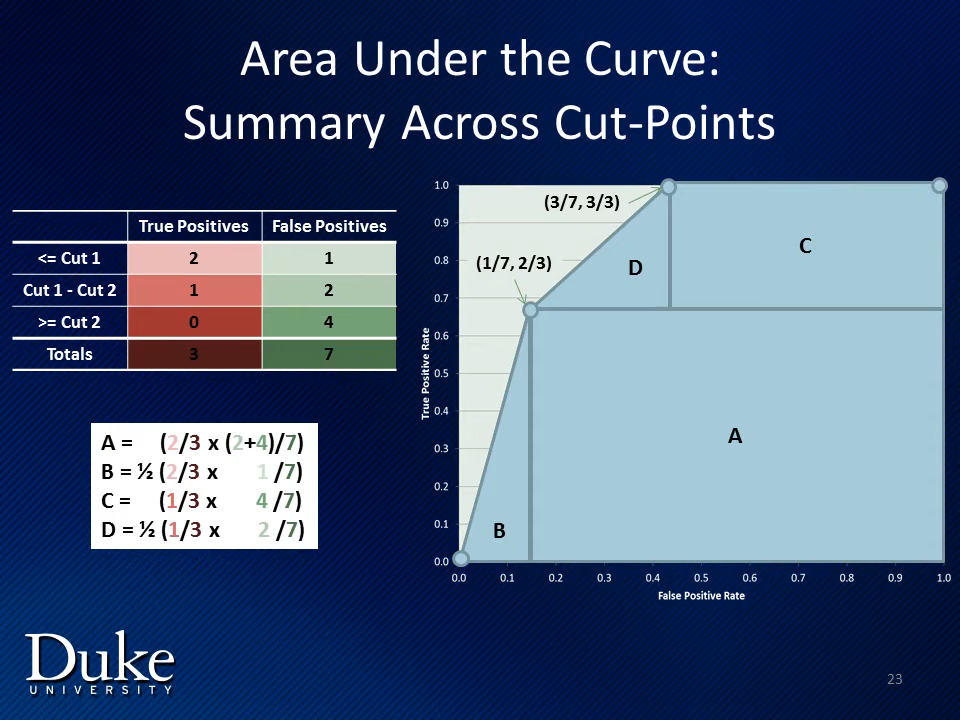 Area Under the Curve:
Summary Across Cut-Points
True Positives False Positives
<= Cut 1 2 1
Cut 1 - Cut 2 1 2
>= Cut 2 0 4
Totals 3 7
A = (2/3 x (2+4)/7)
B = ½ (2/3 x 1 /7)
C = (1/3 x 4 /7)
D = ½ (1/3 x 2 /7)
1.0
0.9
0.8
0.7
0.6
0.5
0.4
0.3
0.2
0.1
0.0
True Positive Rate
(3/7, 3/3)
(1/7, 2/3)
C
D
A
B
0.0 0.1 0.2 0.3 0.4 0.5 0.6 0.7 0.8 0.9 1.0
False Positive Rate
Duke
UNIVERSITY
23